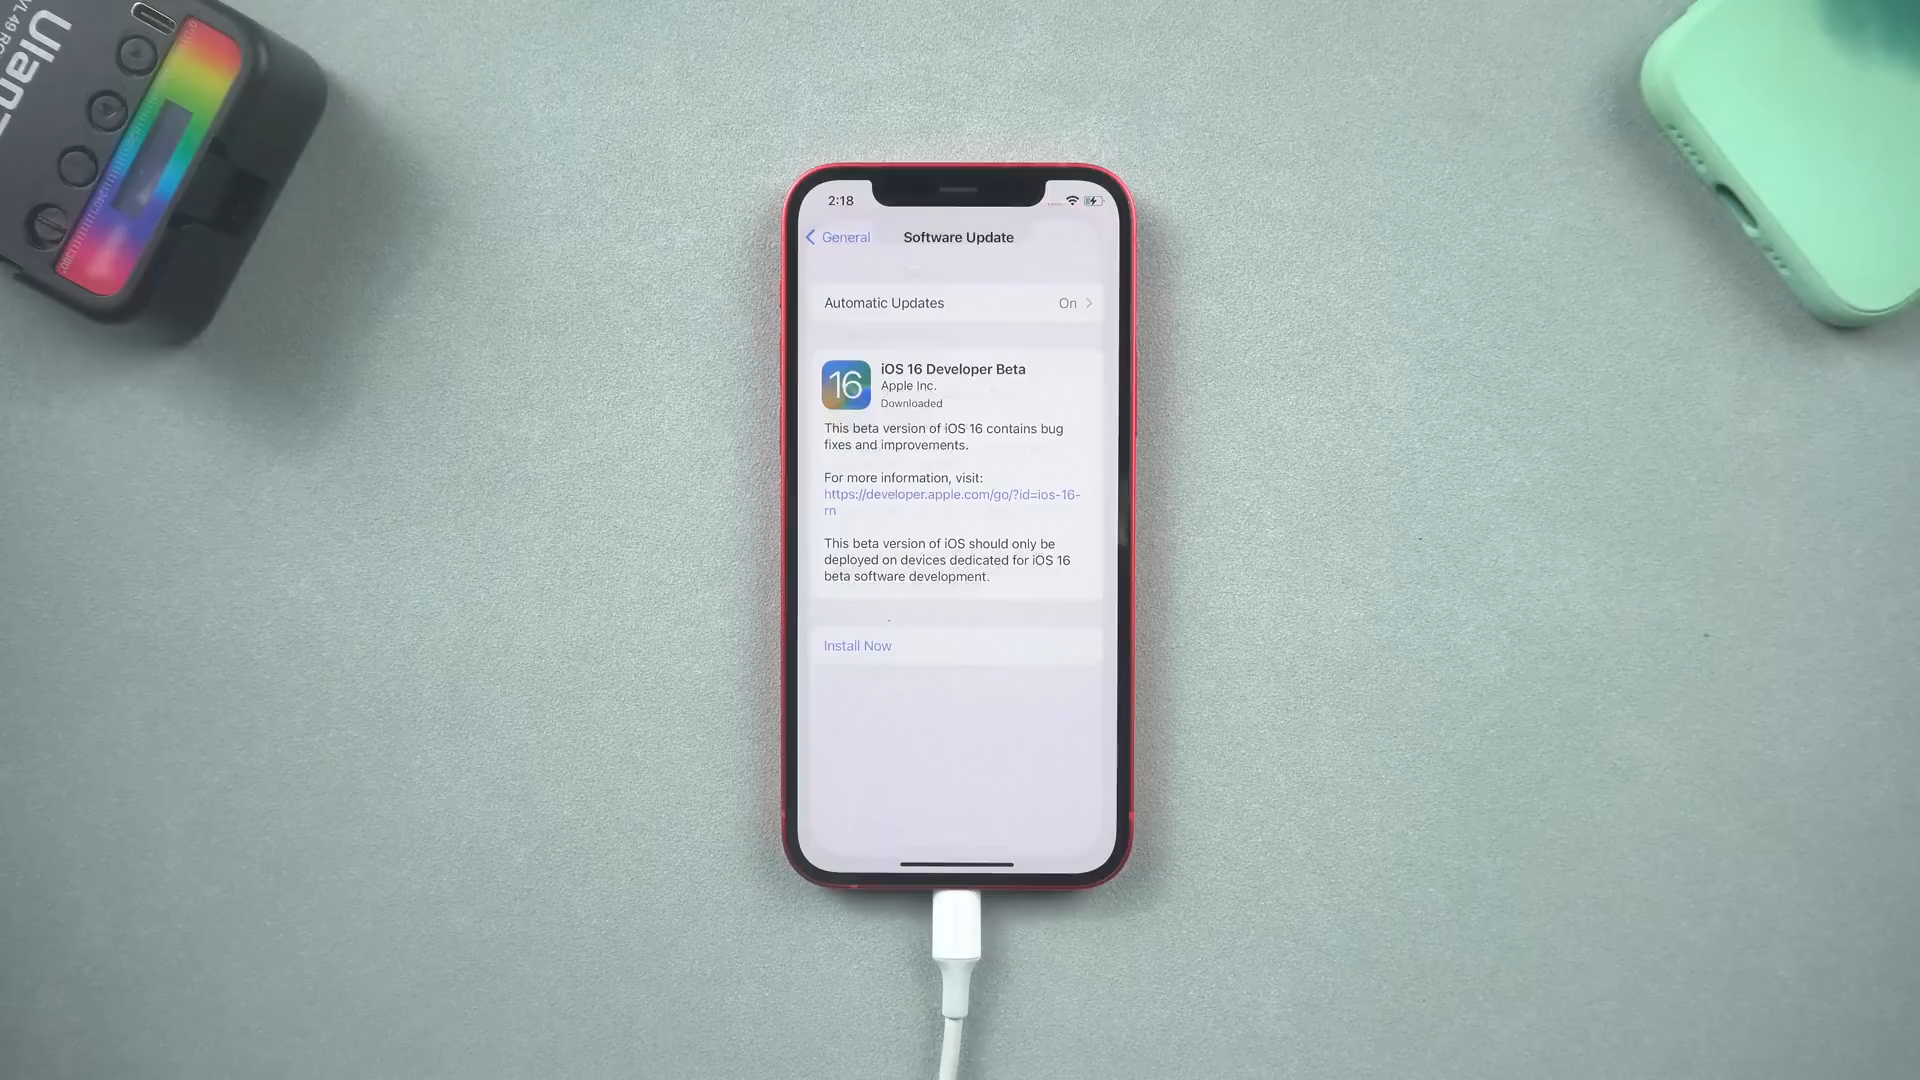 2:18
General
Software Update
Automatic Updates
On
16
iOS 16 Developer Beta
Apple Inc.
Downloaded
This beta version of iOS 16 contains bug
fixes and improvements.
For more information, visit:
https://developer.apple.com/go/?id=ios-16-
rn
This beta version of iOS should only be
deployed on devices dedicated for iOS 16
beta software development.
Install Now